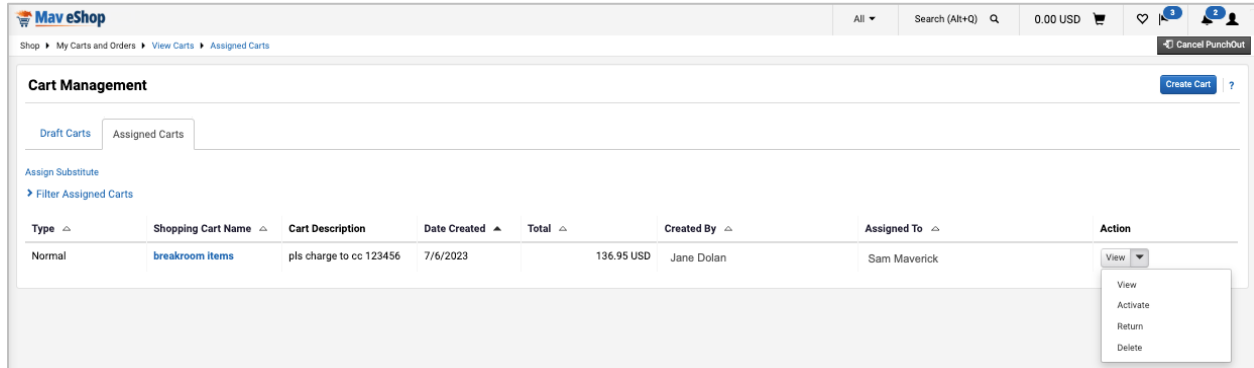 Mav eShop All Search (Alt+Q) 0.00 USD 3 2
Shop My Carts and Orders View Carts Assigned Carts Cancel PunchOut
Cart Management Create Cart ?
Draft Carts Assigned Carts
Assign Substitute
Filter Assigned Carts
Type Shopping Cart Name Cart Description Date Created Total Created By Assigned To Action
Normal breakroom items pls charge to cc 123456 7/6/2023 136.95 USD Jane Dolan Sam Maverick View
View
Activate
Return
Delete